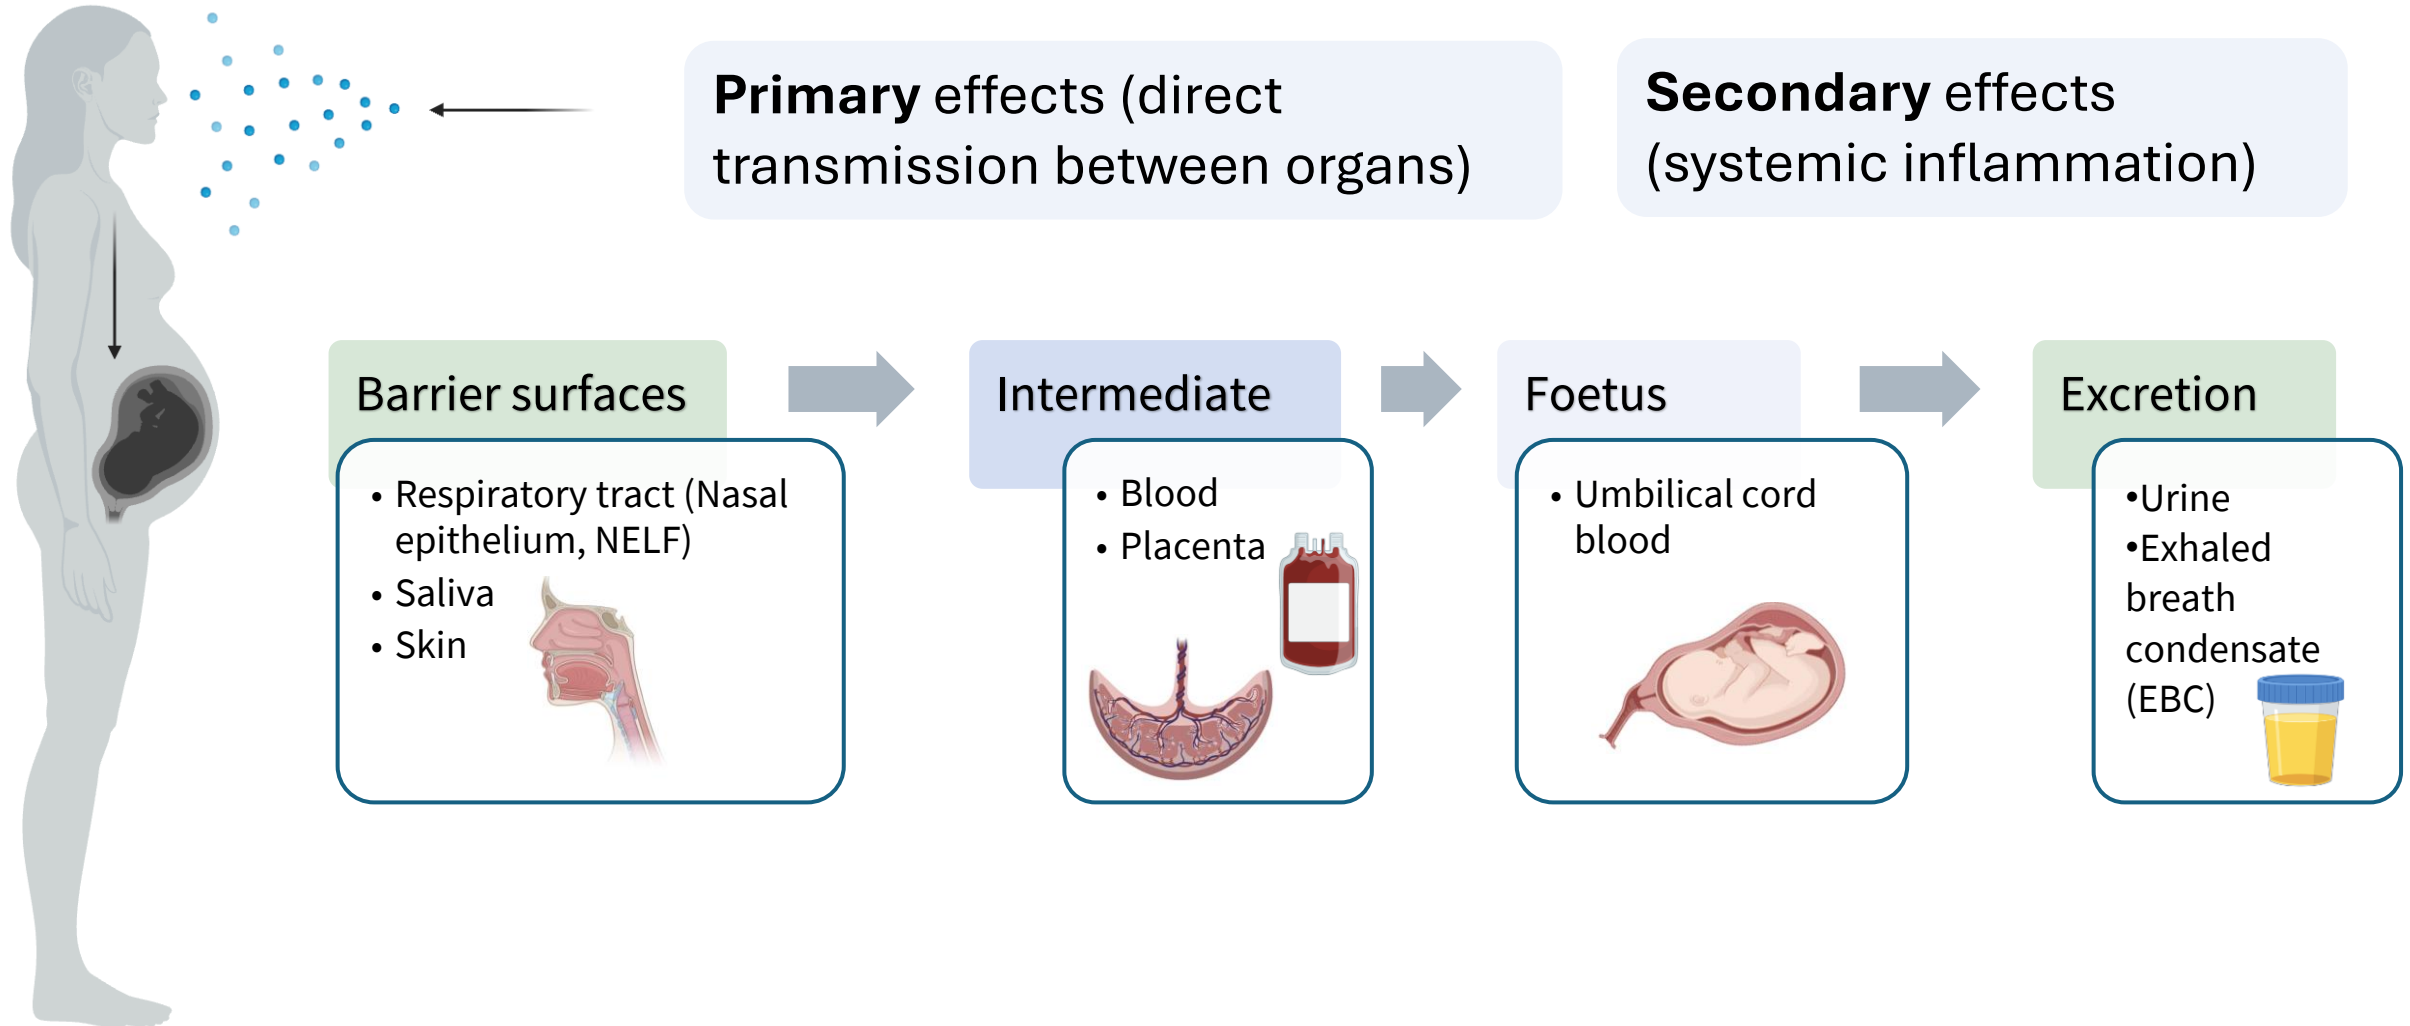 Primary effects (direct
transmission between organs)
Secondary effects
(systemic inflammation)
Barrier surfaces
• Respiratory tract (Nasal
epithelium, NELF)
• Saliva
• Skin
Intermediate
• Blood
• Placenta
Foetus
• Umbilical cord
blood
Excretion
•Urine
•Exhaled
breath
condensate
(EBC)